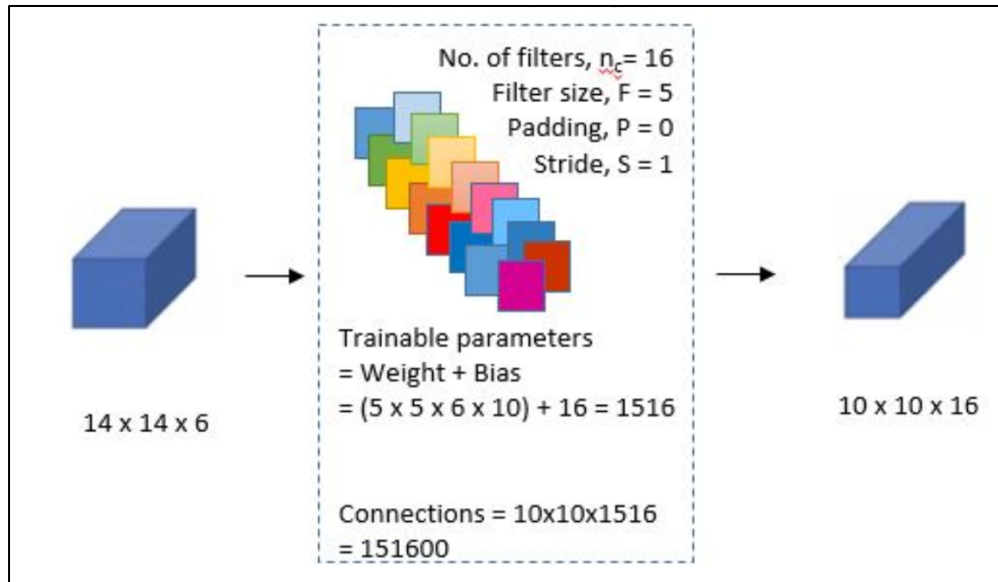 No. of filters, nc= 16
Filter size, F = 5
Padding, P = 0
Stride, S = 1
Trainable parameters
= Weight + Bias
= (5 x 5 x 6 x 10) + 16 = 1516
14 x 14 x 6
10 x 10 x 16
Connections = 10x10x1516
= 151600